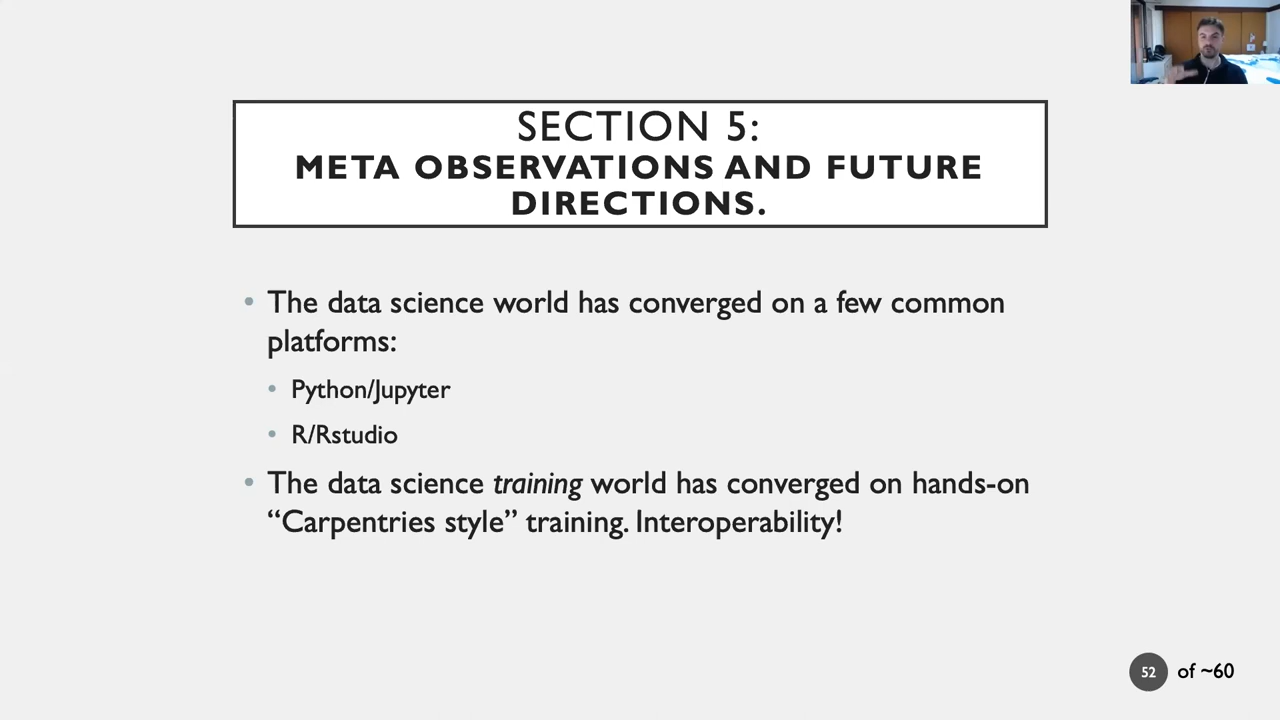 SECTION 5:
META OBSERVATIONS AND FUTURE
DIRECTIONS.
• The data science world has converged on a few common
platforms:
• Python/Jupyter
• R/Rstudio
• The data science training world has converged on hands-on
“Carpentries style” training. Interoperability!
52 of ~60